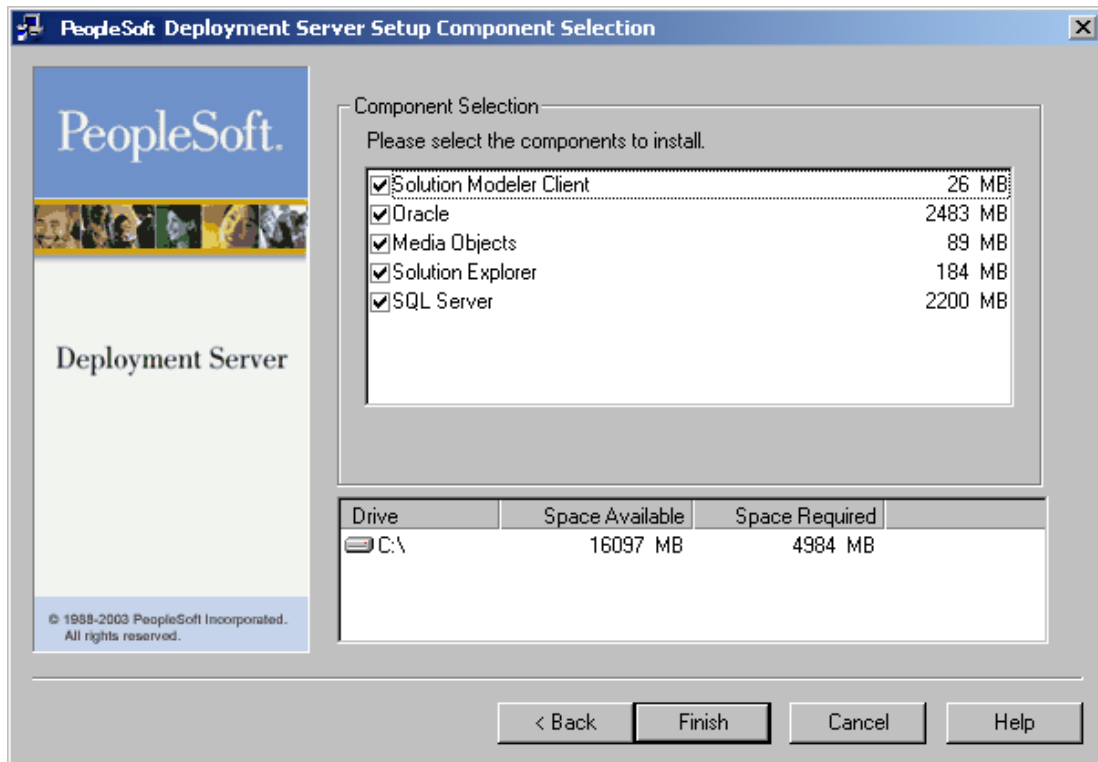 PeopleSoft Deployment Server Setup Component Selection
PeopleSoft.
Deployment Server
© 1988-2003 PeopleSoft Incorporated.
All rights reserved.
Component Selection
Please select the components to install.
Solution Modeler Client 26 MB
Oracle 2483 MB
Media Objects 89 MB
Solution Explorer 184 MB
SQL Server 2200 MB
Drive Space Available Space Required
C:\ 16097 MB 4984 MB
< Back Finish Cancel Help